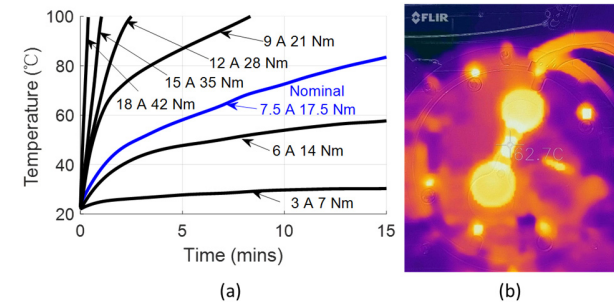 100
80
60
40
20
0
5
10
15
Temperature (℃)
Time (mins)
9 A 21 Nm
12 A 28 Nm
15 A 35 Nm
18 A 42 Nm
Nominal
7.5 A 17.5 Nm
6 A 14 Nm
3 A 7 Nm
(a)
FLIR
62.7C
(b)